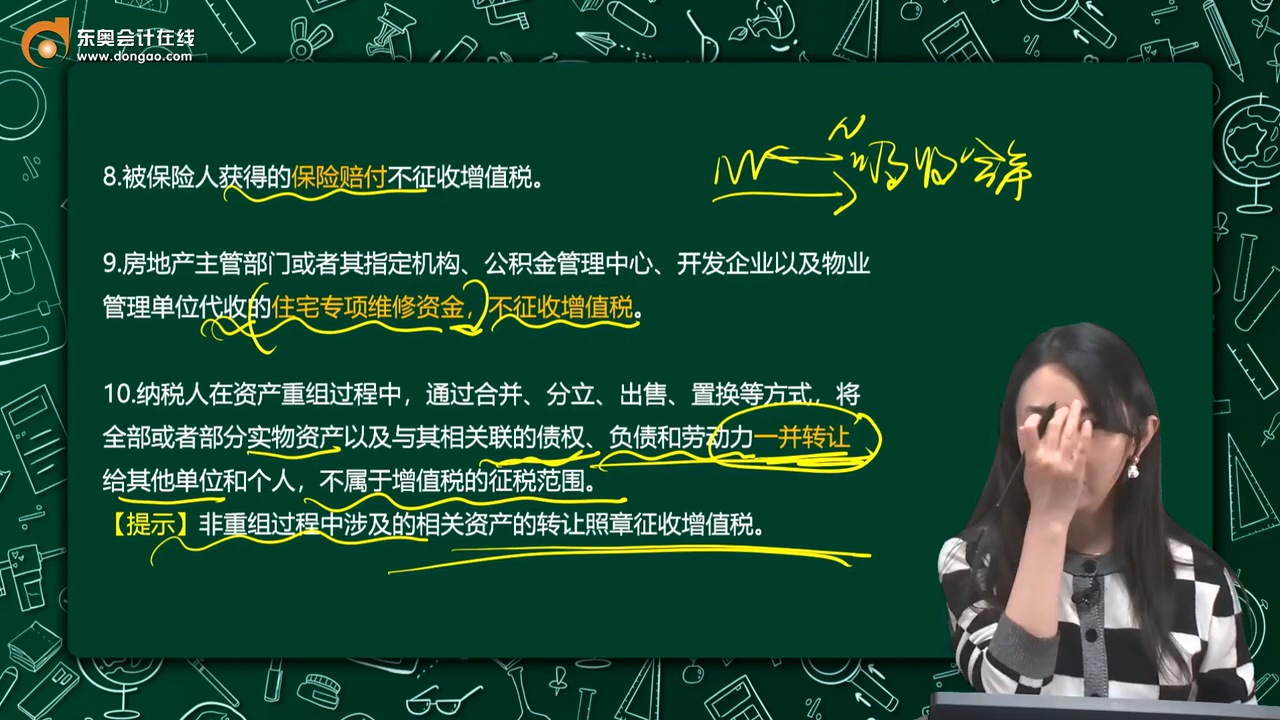 东奥会计在线
www.dongao.com
8.被保险人获得的保险赔付不征收增值税。
吸收合并
9.房地产主管部门或者其指定机构、公积金管理中心、开发企业以及物业
管理单位代收的住宅专项维修资金，不征收增值税。
10.纳税人在资产重组过程中，通过合并、分立、出售、置换等方式，将
全部或者部分实物资产以及与其相关联的债权、负债和劳动力一并转让
给其他单位和个人，不属于增值税的征税范围。
【提示】非重组过程中涉及的相关资产的转让照章征收增值税。